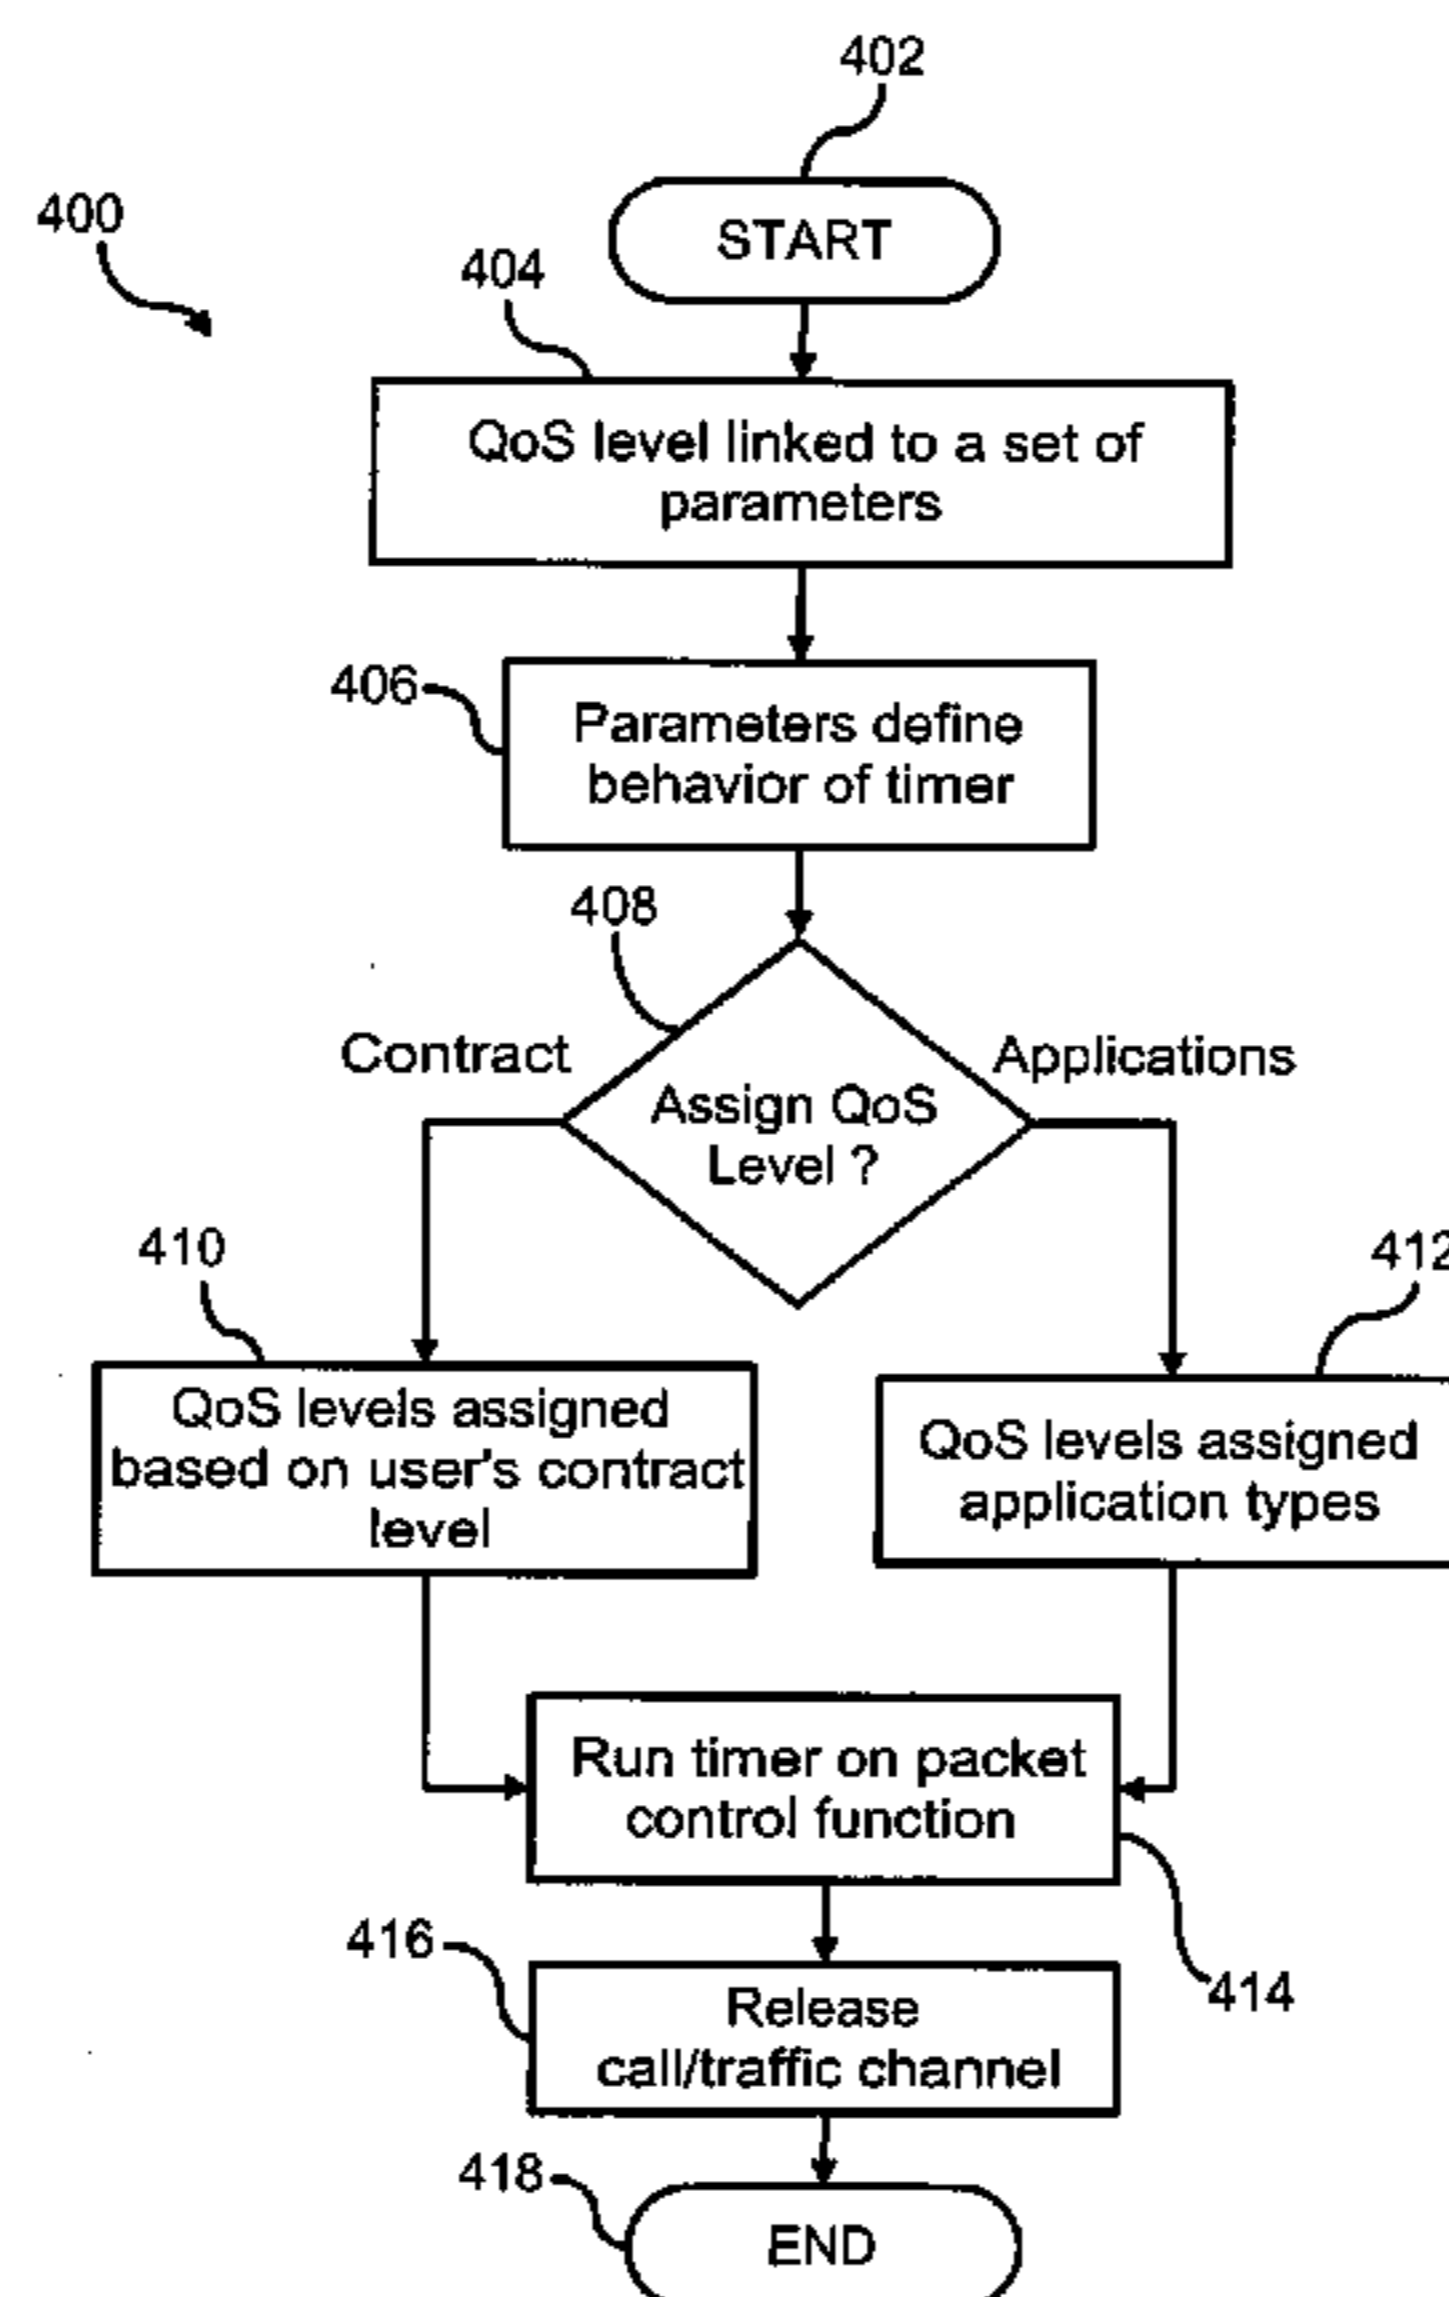 402
400
START
404
QoS level linked to a set of
parameters
406
Parameters define
behavior of timer
408
Contract
Applications
Assign QoS
Level ?
410
412
QoS levels assigned
based on user's contract
level
QoS levels assigned
application types
Run timer on packet
control function
414
416
Release
call/traffic channel
418
END